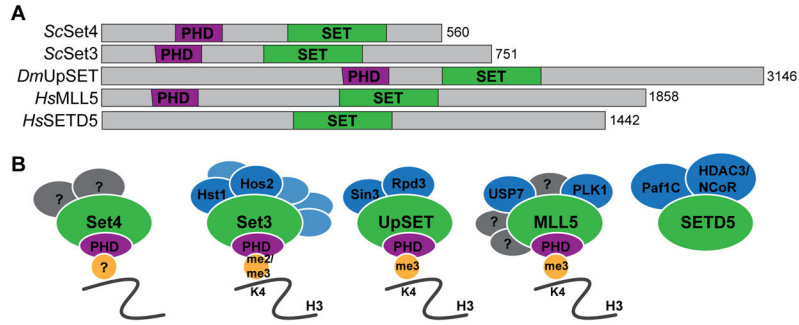 A
ScSet4 PHD SET 560
ScSet3 PHD SET 751
DmUpSET PHD SET 3146
HsMLL5 PHD SET 1858
HsSETD5 SET 1442
B
? ? Set4 PHD ?
Hst1 Hos2 Set3 PHD me2/ me3 K4 H3
Sin3 Rpd3 UpSET PHD me3 K4 H3
USP7 ? PLK1 ? ? MLL5 PHD me3 K4 H3
Paf1C HDAC3/ NCoR SETD5